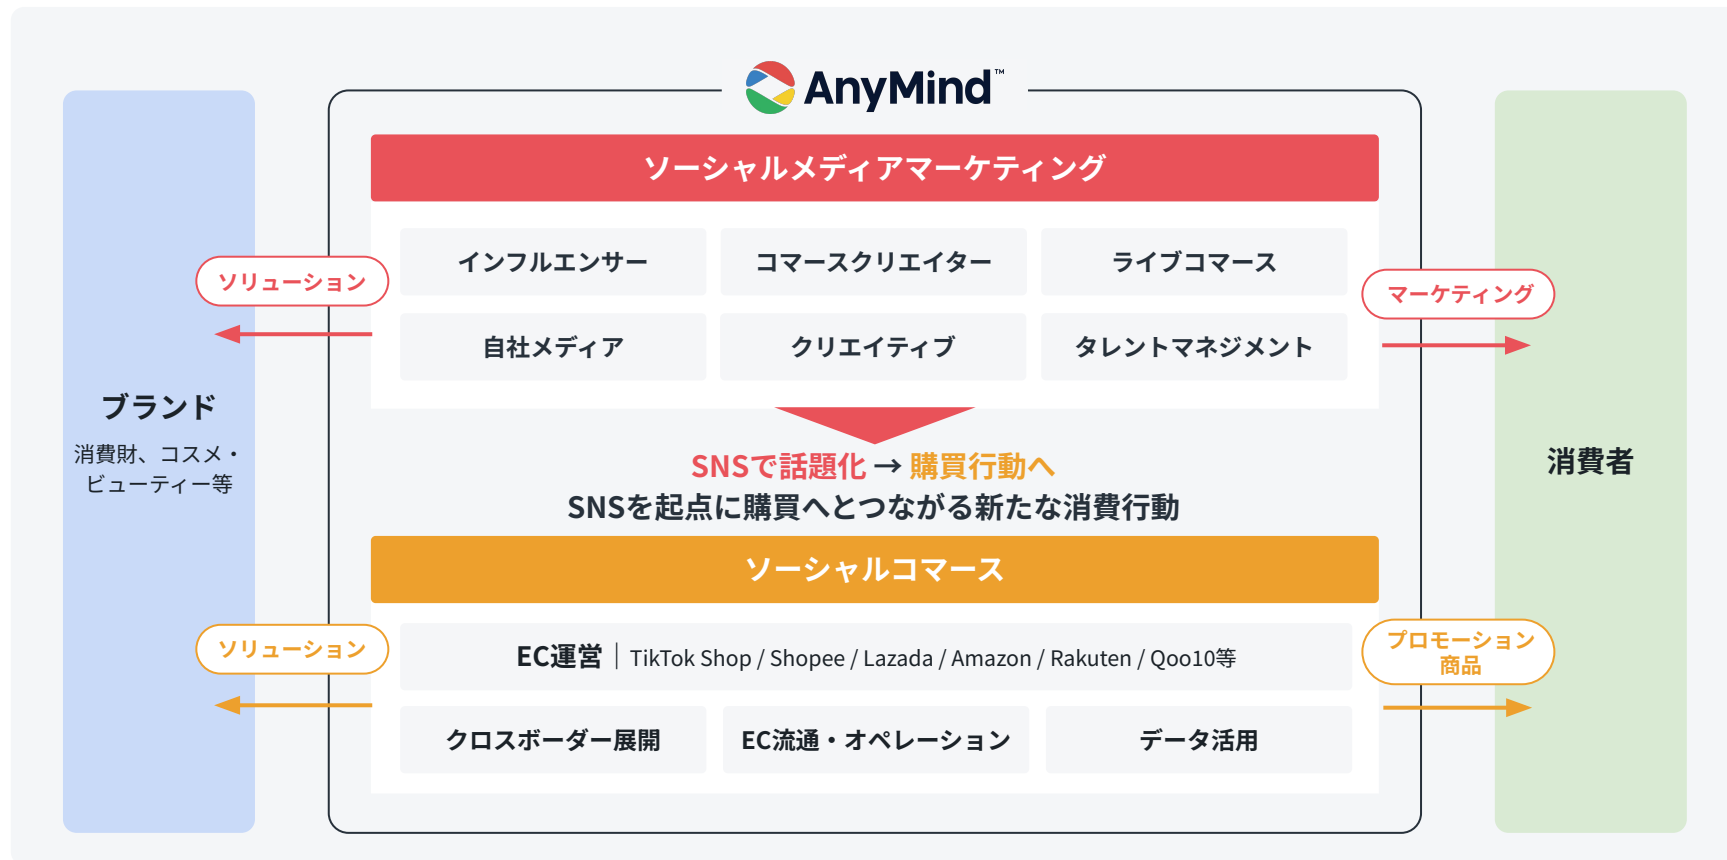 AnyMind™
ソーシャルメディアマーケティング
インフルエンサー
コマースクリエイター
ライブコマース
自社メディア
クリエイティブ
タレントマネジメント
ソリューション
マーケティング
ブランド
消費財、コスメ・
ビューティー等
消費者
SNSで話題化 → 購買行動へ
SNSを起点に購買へとつながる新たな消費行動
ソーシャルコマース
EC運営｜TikTok Shop / Shopee / Lazada / Amazon / Rakuten / Qoo10等
クロスボーダー展開
EC流通・オペレーション
データ活用
ソリューション
プロモーション
商品